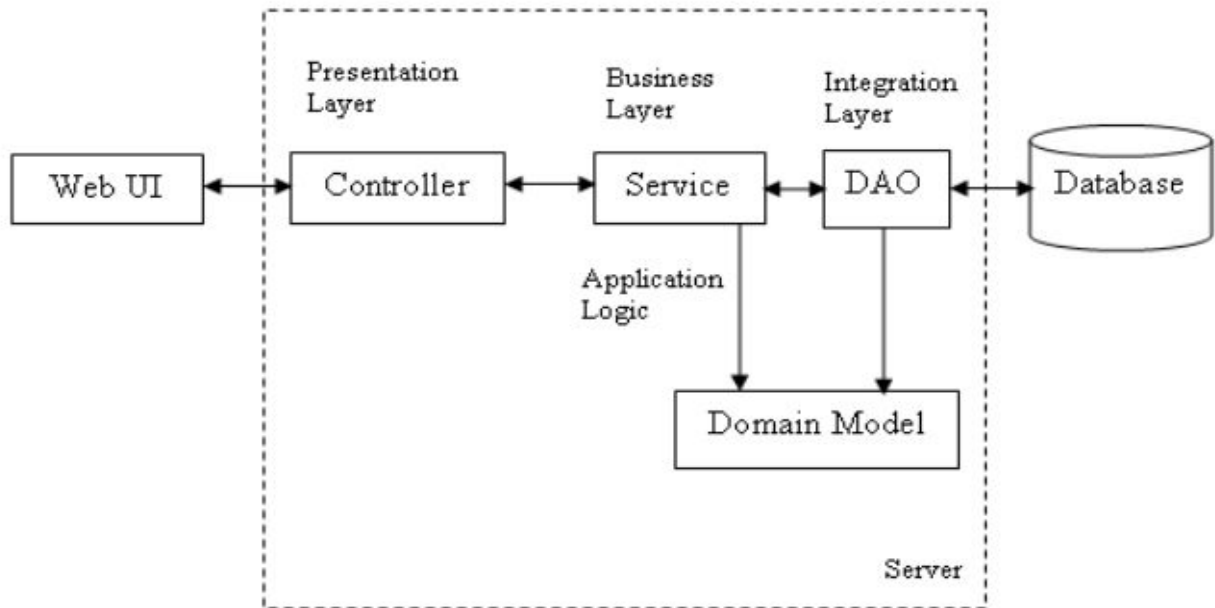 Presentation
Layer
Business
Layer
Integration
Layer
Web UI
Controller
Service
DAO
Database
Application
Logic
Domain Model
Server